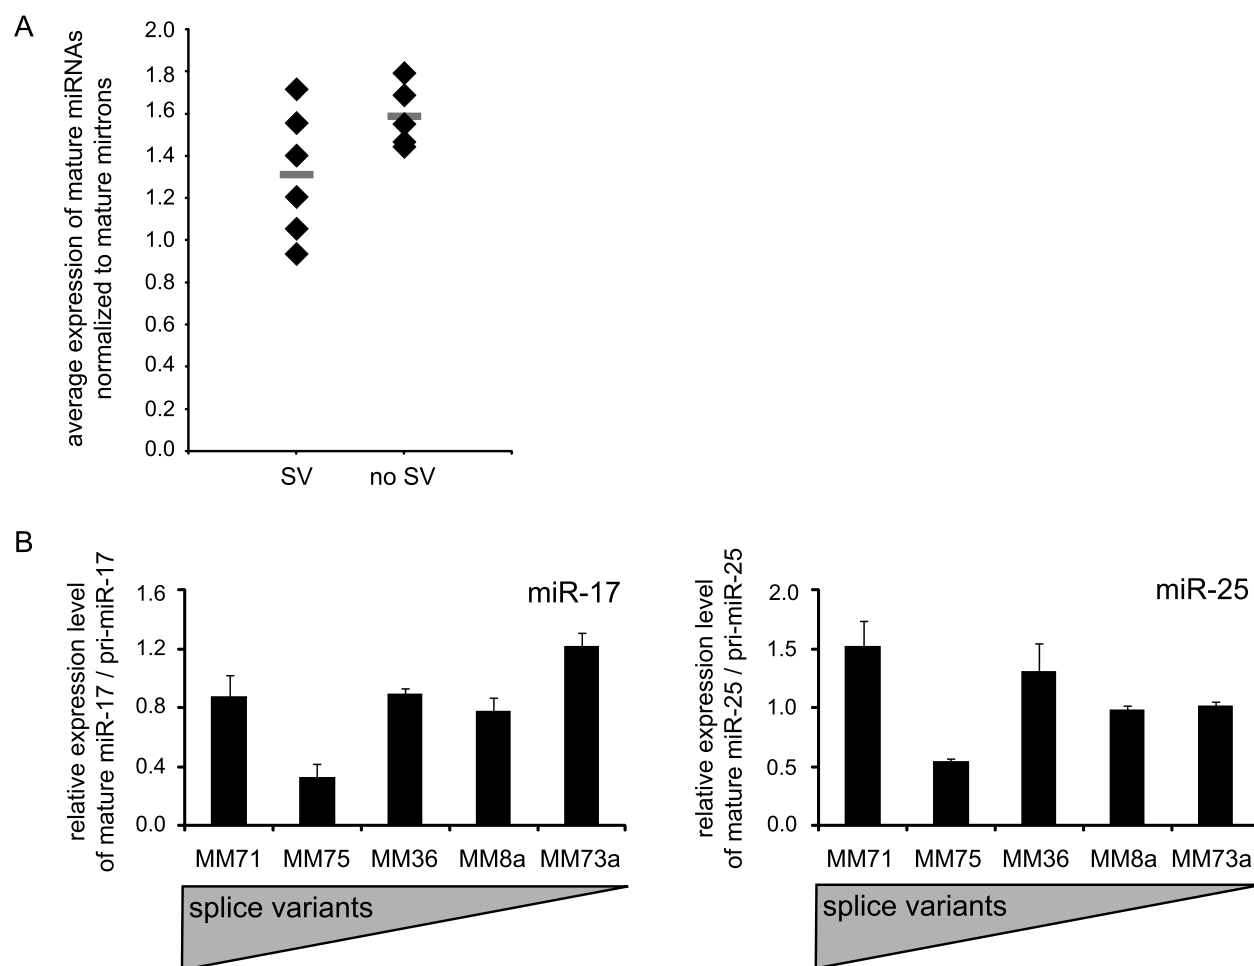 A
average expression of mature miRNAs
normalized to mature mirtrons
2.0
1.8
1.6
1.4
1.2
1.0
0.8
0.6
0.4
0.2
0.0
SV no SV
B
relative expression level
of mature miR-17 / pri-miR-17
miR-17
1.6
1.2
0.8
0.4
0.0
MM71 MM75 MM36 MM8a MM73a
splice variants
relative expression level
of mature miR-25 / pri-miR-25
miR-25
2.0
1.5
1.0
0.5
0.0
MM71 MM75 MM36 MM8a MM73a
splice variants